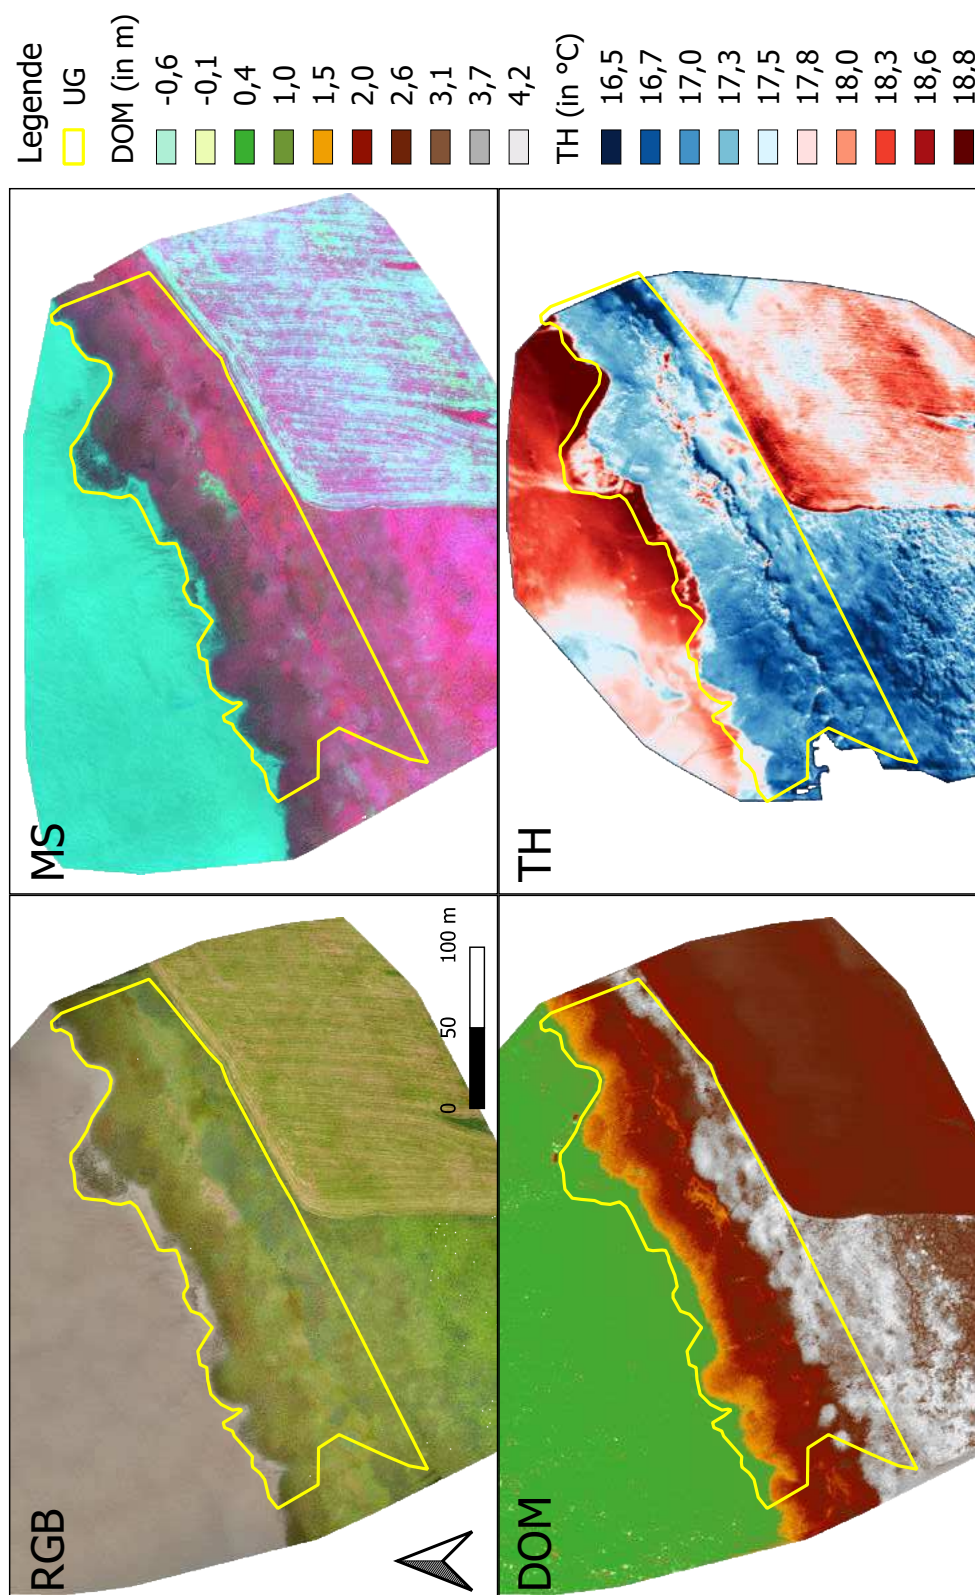 RGB
0 50 100 m
MS
DOM
TH
Legende
UG
DOM (in m)
-0,6
-0,1
0,4
1,0
1,5
2,0
2,6
3,1
3,7
4,2
TH (in °C)
16,5
16,7
17,0
17,3
17,5
17,8
18,0
18,3
18,6
18,8